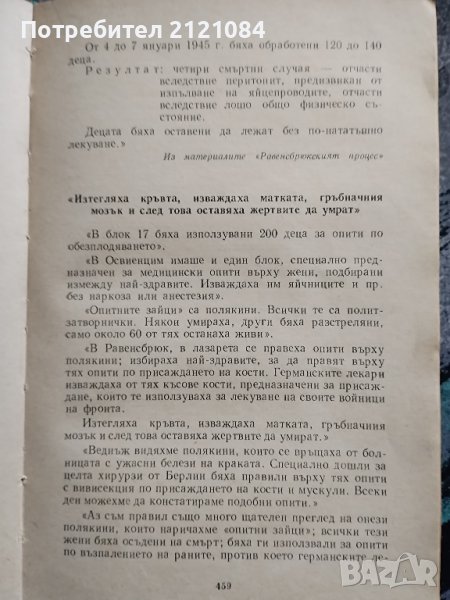 Потребител 2121084
От 4 до 7 януари 1945 г. бяха обработени 120 до 140
деца.
Резултат: четири смъртни случая — отчасти
вследствие перитонит, предизвикан от
изпълване на яйцепроводите, отчасти
вследствие лошо общо физическо със-
тояние.
Децата бяха оставени да лежат без по-нататъшно
лекуване.»
Из материалите «Равенсбрюкският процес»
«Изтегляха кръвта, изваждаха матката, гръбначния
мозък и след това оставяха жертвите да умрат»
«В блок 17 бяха използувани 200 деца за опити по
обезплодяването».
«В Освиенцим имаше и един блок, специално пред-
назначен за медицински опити върху жени, подбирани
измежду най-здравите. Изваждаха им яйчниците и пр.
без наркоза или анестезия».
«Опитните зайци» са полякини. Всички те са полит-
затворнички. Някои умираха, други бяха разстреляни,
само около 60 от тях останаха живи».
«В Равенсбрюк, в лазарета се правеха опити върху
полякини; избираха най-здравите, за да правят върху
тях опити по присаждането на кости. Германските лекари
изваждаха от тях късове кости, предназначени за присаж-
дане, които те използуваха за лекуване на своите войници
на фронта.
Изтегляха кръвта, изваждаха матката, гръбначния
мозък и след това оставяха жертвите да умират.»
«Веднъж видяхме полякини, които се връщаха от бол-
ницата с ужасни белези на краката. Специално дошли за
целта хирурзи от Берлин бяха правили върху тях опити
с вивисекция по присаждането на кости и мускули. Всеки
ден можехме да констатираме подобни опити.»
«Аз съм правил също много щателен преглед на онези
полякини, които наричахме «опитни зайци»; всички тези
жени бяха осъдени на смърт; бяха ги използвали за опити
по възпалението на раните, против което германските ле-
459
BAZAR.BG